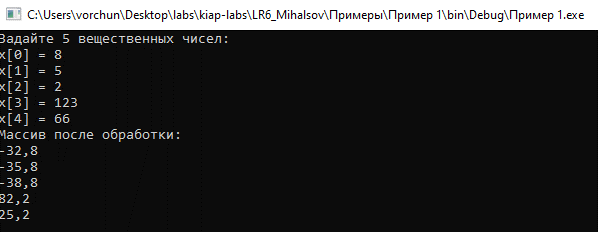 C:\Users\vorchun\Desktop\labs\kiap-labs\LR6_Mihalsov\Примеры\Пример 1\bin\Debug\Пример 1.exe
Задайте 5 вещественных чисел:
x[0] = 8
x[1] = 5
x[2] = 2
x[3] = 123
x[4] = 66
Массив после обработки:
-32,8
-35,8
-38,8
82,2
25,2